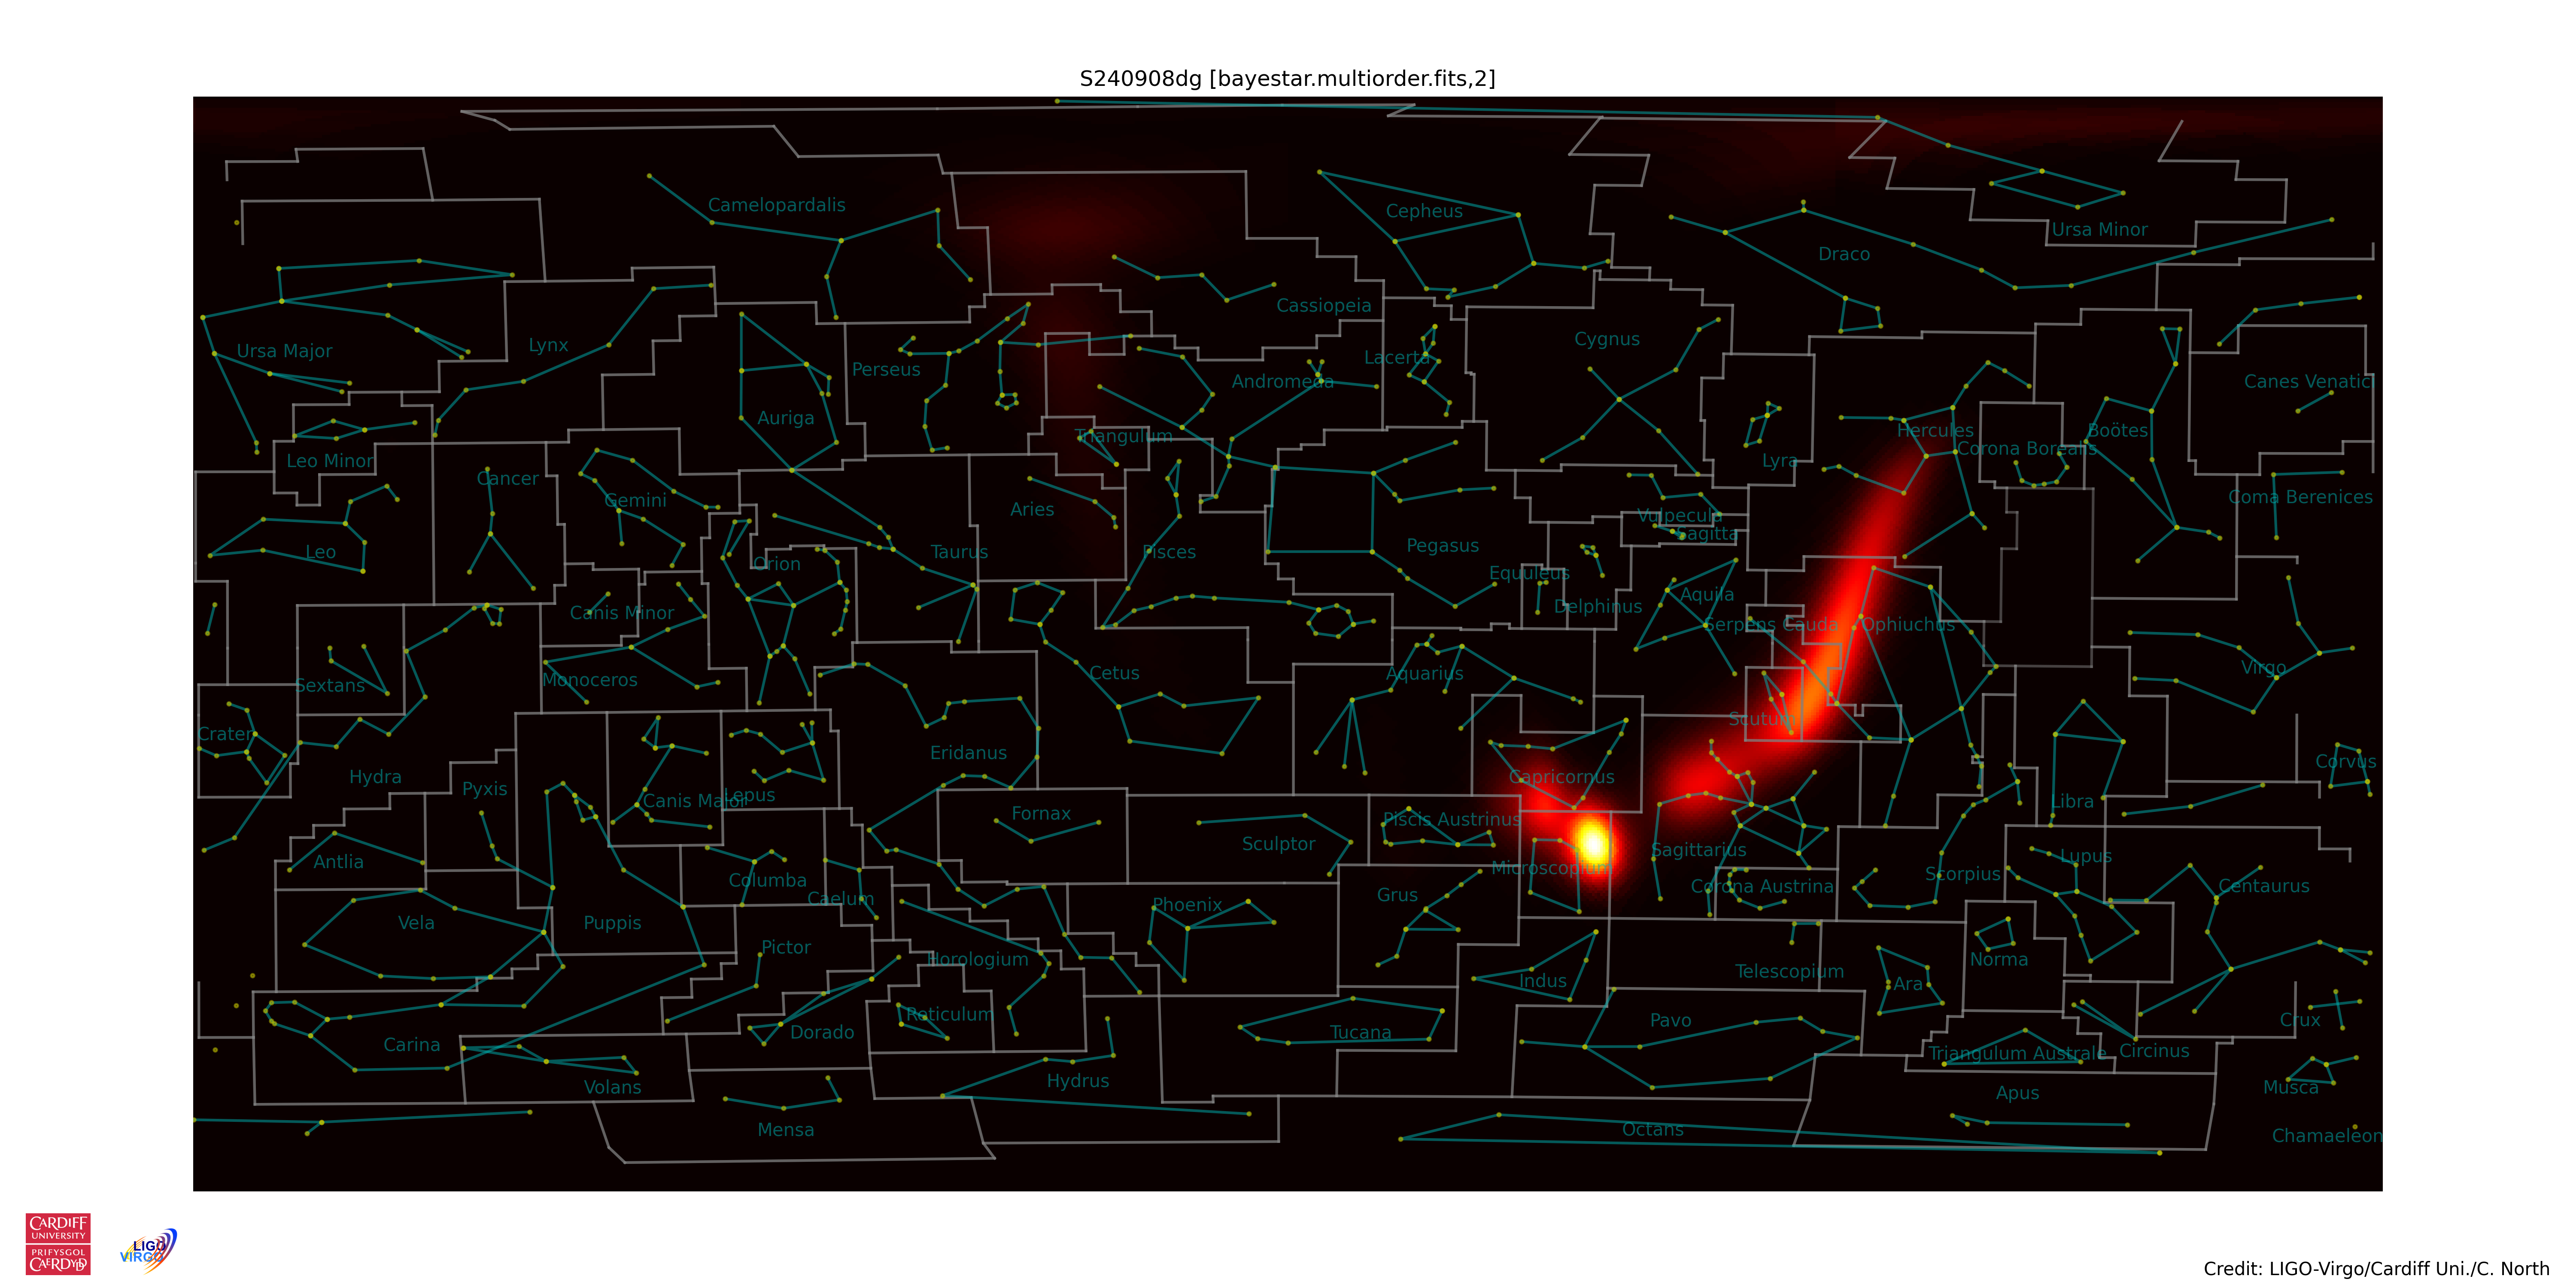 S240908dg [bayestar.multiorder.fits,2]
Camelopardalis
Cepheus
Ursa Minor
Draco
Cassiopeia
Cygnus
Ursa Major
Lynx
Lacerta
Perseus
Andromeda
Canes Venatici
Auriga
Triangulum
Hercules
Boötes
Corona Borealis
Leo Minor
Lyra
Cancer
Gemini
Coma Berenices
Aries
Vulpecula
Sagitta
Leo
Orion
Taurus
Pisces
Pegasus
Equuleus
Canis Minor
Delphinus
Aquila
Serpens Cauda
Ophiuchus
Sextans
Monoceros
Cetus
Aquarius
Virgo
Scutum
Crater
Eridanus
Hydra
Capricornus
Corvus
Pyxis
Canis Major
Lepus
Libra
Fornax
Piscis Austrinus
Sculptor
Antlia
Sagittarius
Lupus
Microscopium
Columba
Scorpius
Corona Austrina
Centaurus
Caelum
Grus
Phoenix
Vela
Puppis
Pictor
Horologium
Norma
Telescopium
Indus
Ara
Reticulum
Pavo
Crux
Dorado
Tucana
Carina
Triangulum Australe
Circinus
Hydrus
Volans
Musca
Apus
Mensa
Octans
Chamaeleon
CARDIFF
UNIVERSITY
PRIFYSGOL
CAERDYDD
LIGO
VIRGO
Credit: LIGO-Virgo/Cardiff Uni./C. North